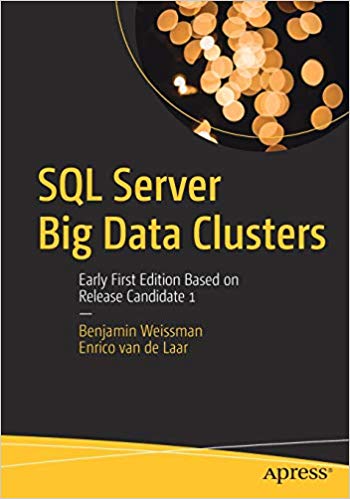 SQL Server
Big Data Clusters
Early First Edition Based on
Release Candidate 1
—
Benjamin Weissman
Enrico van de Laar
Apress®